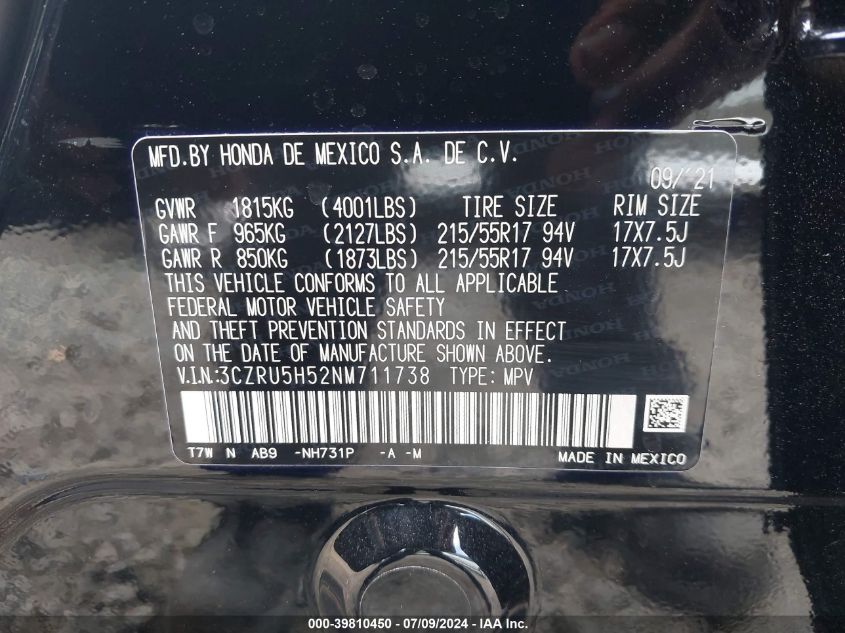 MFD.BY HONDA DE MEXICO S.A. DE C.V.
09/'21
GVWR 1815KG (4001LBS) TIRE SIZE RIM SIZE
GAWR F 965KG (2127LBS) 215/55R17 94V 17X7.5J
GAWR R 850KG (1873LBS) 215/55R17 94V 17X7.5J
THIS VEHICLE CONFORMS TO ALL APPLICABLE
FEDERAL MOTOR VEHICLE SAFETY
AND THEFT PREVENTION STANDARDS IN EFFECT
ON THE DATE OF MANUFACTURE SHOWN ABOVE.
V.I.N:3CZRU5H52NM711738 TYPE: MPV
T7W N AB9 -NH731P -A -M MADE IN MEXICO
000-39810450 - 07/09/2024 - IAA Inc.